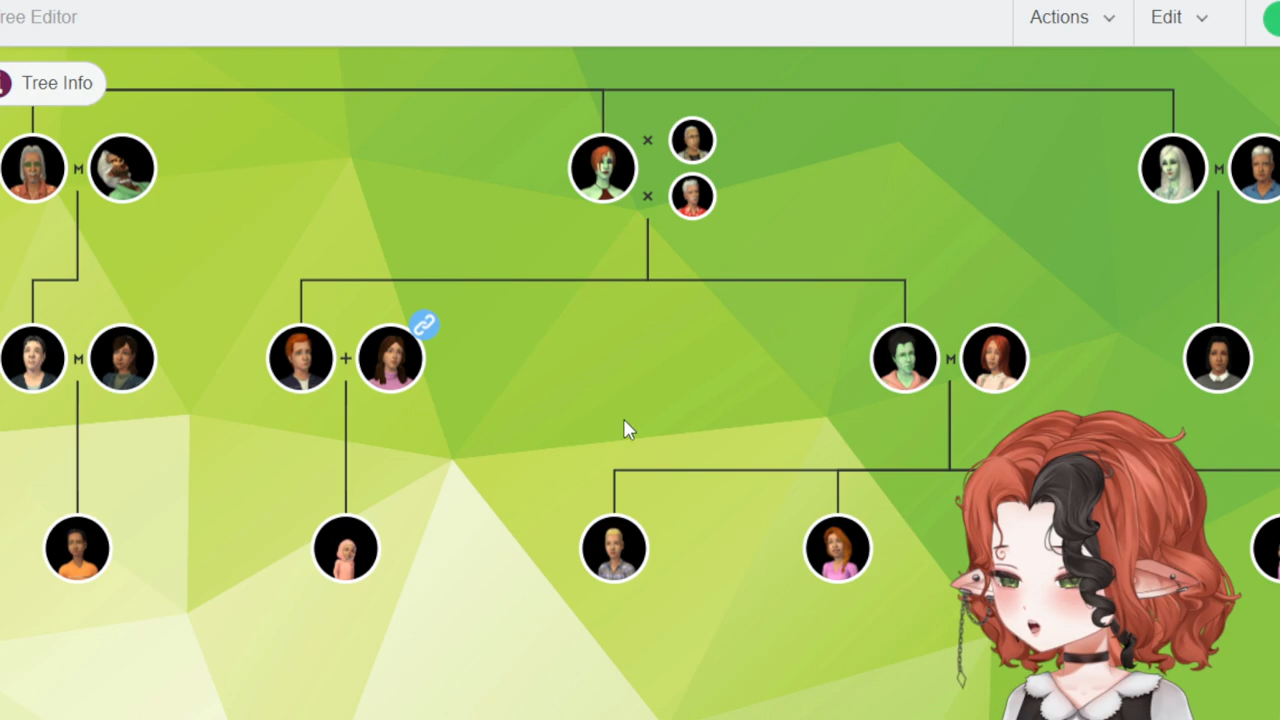 ree Editor
Actions
Edit
Tree Info
M
×
×
M
M
+
M